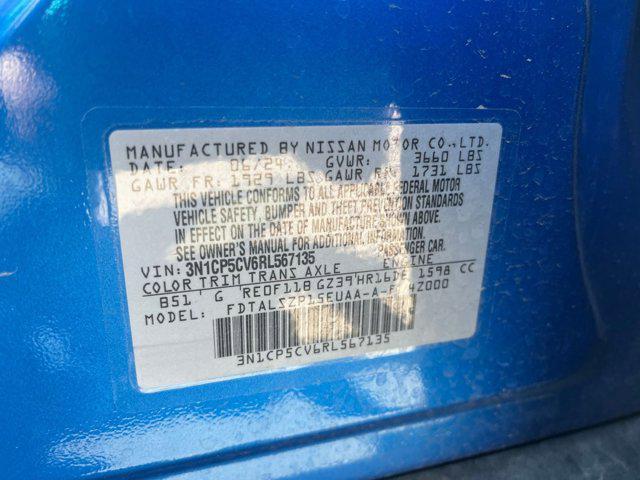 MANUFACTURED BY NISSAN MOTOR CO.,LTD.
DATE: 06/24 GVWR: 3660 LBS
GAWR FR: 1929 LBS GAWR RR: 1731 LBS
THIS VEHICLE CONFORMS TO ALL APPLICABLE FEDERAL MOTOR
VEHICLE SAFETY, BUMPER AND THEFT PREVENTION STANDARDS
IN EFFECT ON THE DATE OF MANUFACTURE SHOWN ABOVE.
SEE OWNER'S MANUAL FOR ADDITIONAL
VIN: 3N1CP5CV6RL567135 PASSENGER CAR.
COLOR TRIM TRANS AXLE ENGINE
B51 G RE0F11B GZ39 HR16DE 1598 CC
MODEL: 4Z000
3N1CP5CV6RL567135